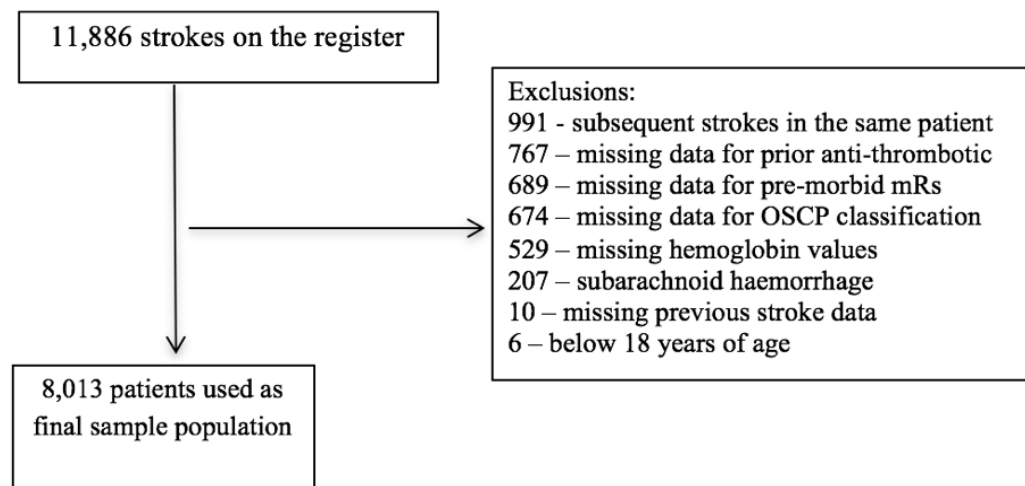 11,886 strokes on the register
Exclusions:
991 - subsequent strokes in the same patient
767 – missing data for prior anti-thrombotic
689 – missing data for pre-morbid mRs
674 – missing data for OSCP classification
529 – missing hemoglobin values
207 – subarachnoid haemorrhage
10 – missing previous stroke data
6 – below 18 years of age
8,013 patients used as
final sample population